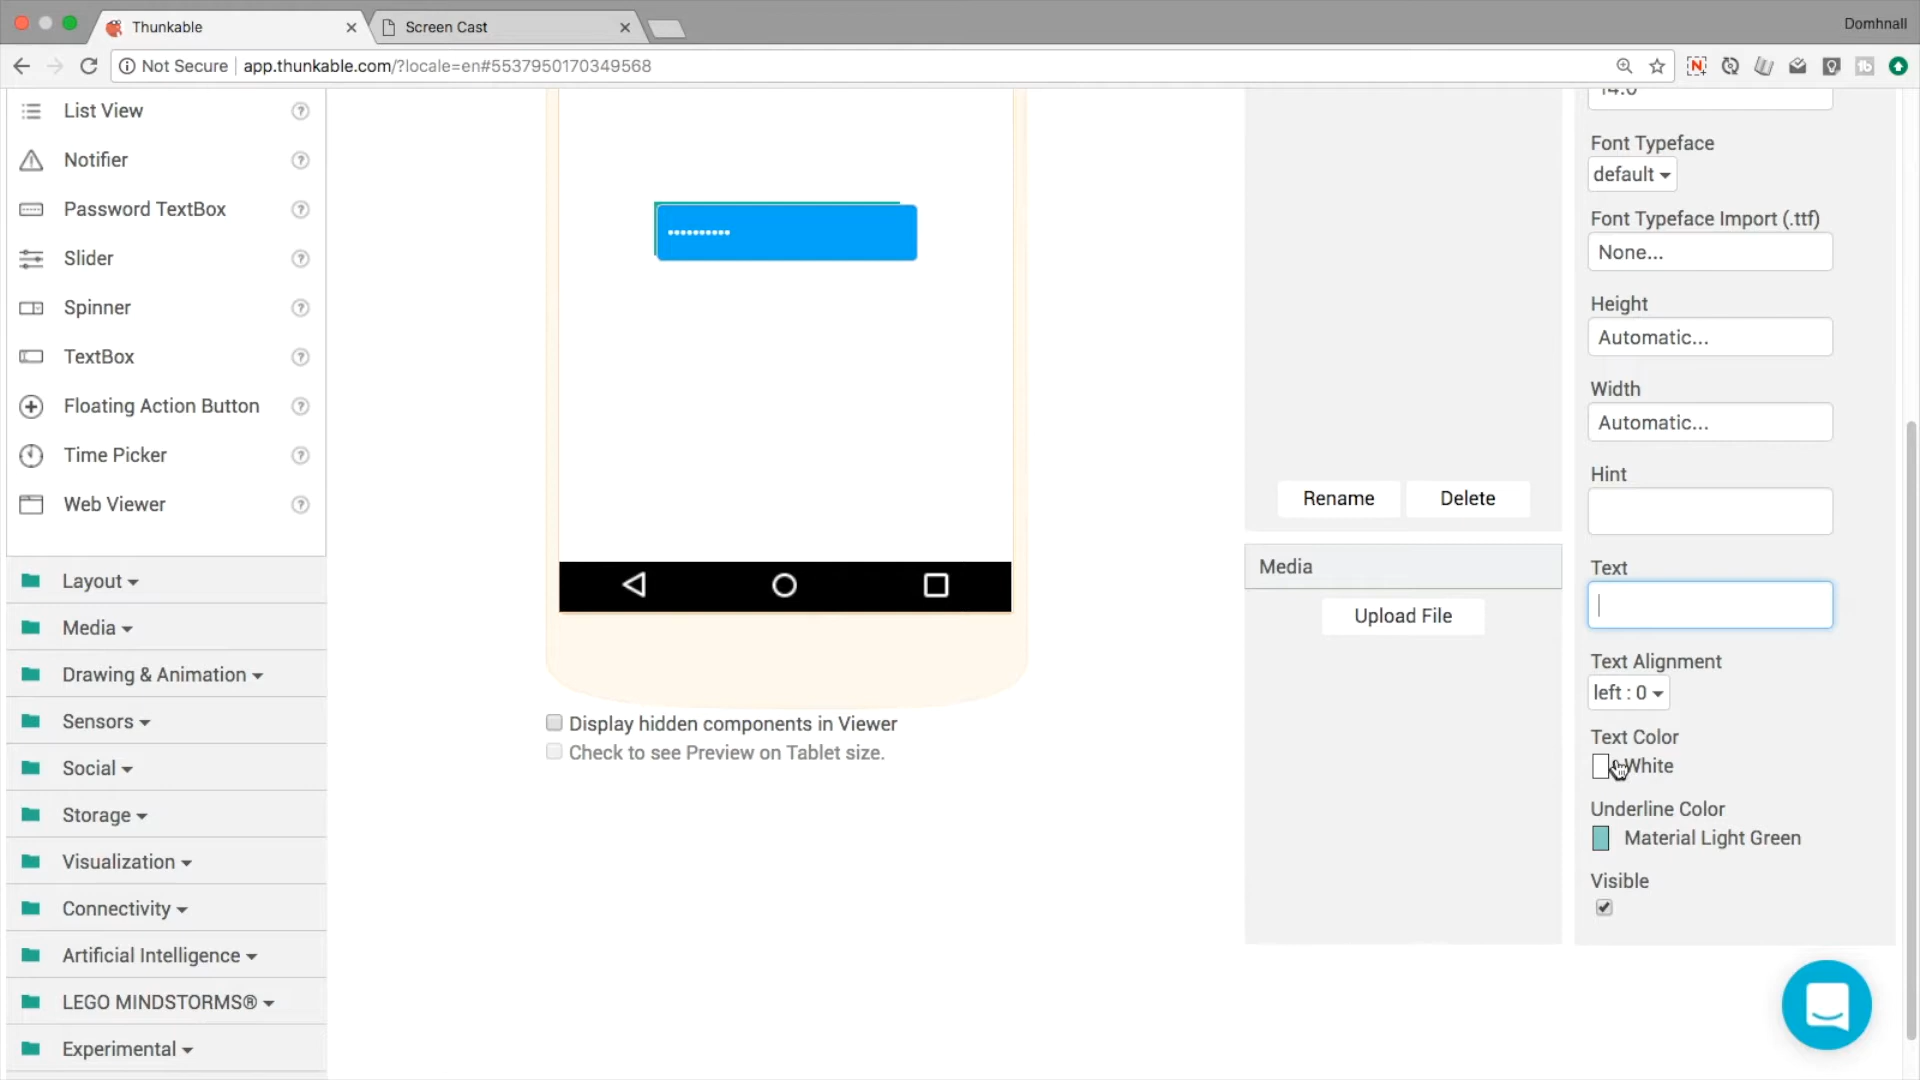 Thunkable
Screen Cast
Domhnall
Not Secure
app.thunkable.com/?locale=en#5537950170349568
List View
Notifier
Password TextBox
Slider
Spinner
TextBox
Floating Action Button
Time Picker
Web Viewer
Layout
Media
Drawing & Animation
Sensors
Social
Storage
Visualization
Connectivity
Artificial Intelligence
LEGO MINDSTORMS®
Experimental
••••••••••
Display hidden components in Viewer
Check to see Preview on Tablet size.
Rename
Delete
Media
Upload File
14.0
Font Typeface
default
Font Typeface Import (.ttf)
None...
Height
Automatic...
Width
Automatic...
Hint
Text
Text Alignment
left : 0
Text Color
White
Underline Color
Material Light Green
Visible